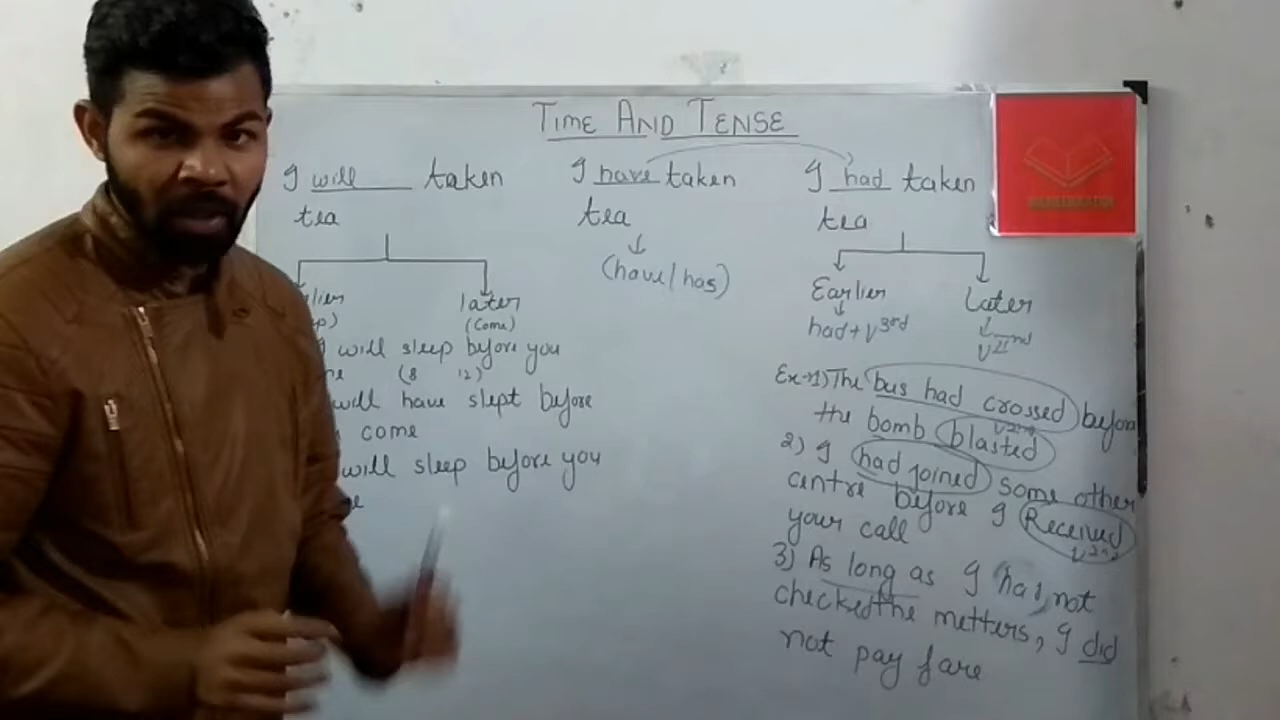 TIME AND TENSE
I will taken
tea
later
(Come)
I will sleep before you
(8 12)
will have slept before
come
will sleep before you
I have taken
tea
(have/has)
I had taken
tea
Earlier Later
had+V3rd
V2nd
Ex-1) The bus had crossed before
the bomb blasted
V2nd
2) I had joined some other
centre before I Received
your call V2nd
3) As long as I had not
checked the metters, I did
not pay fare